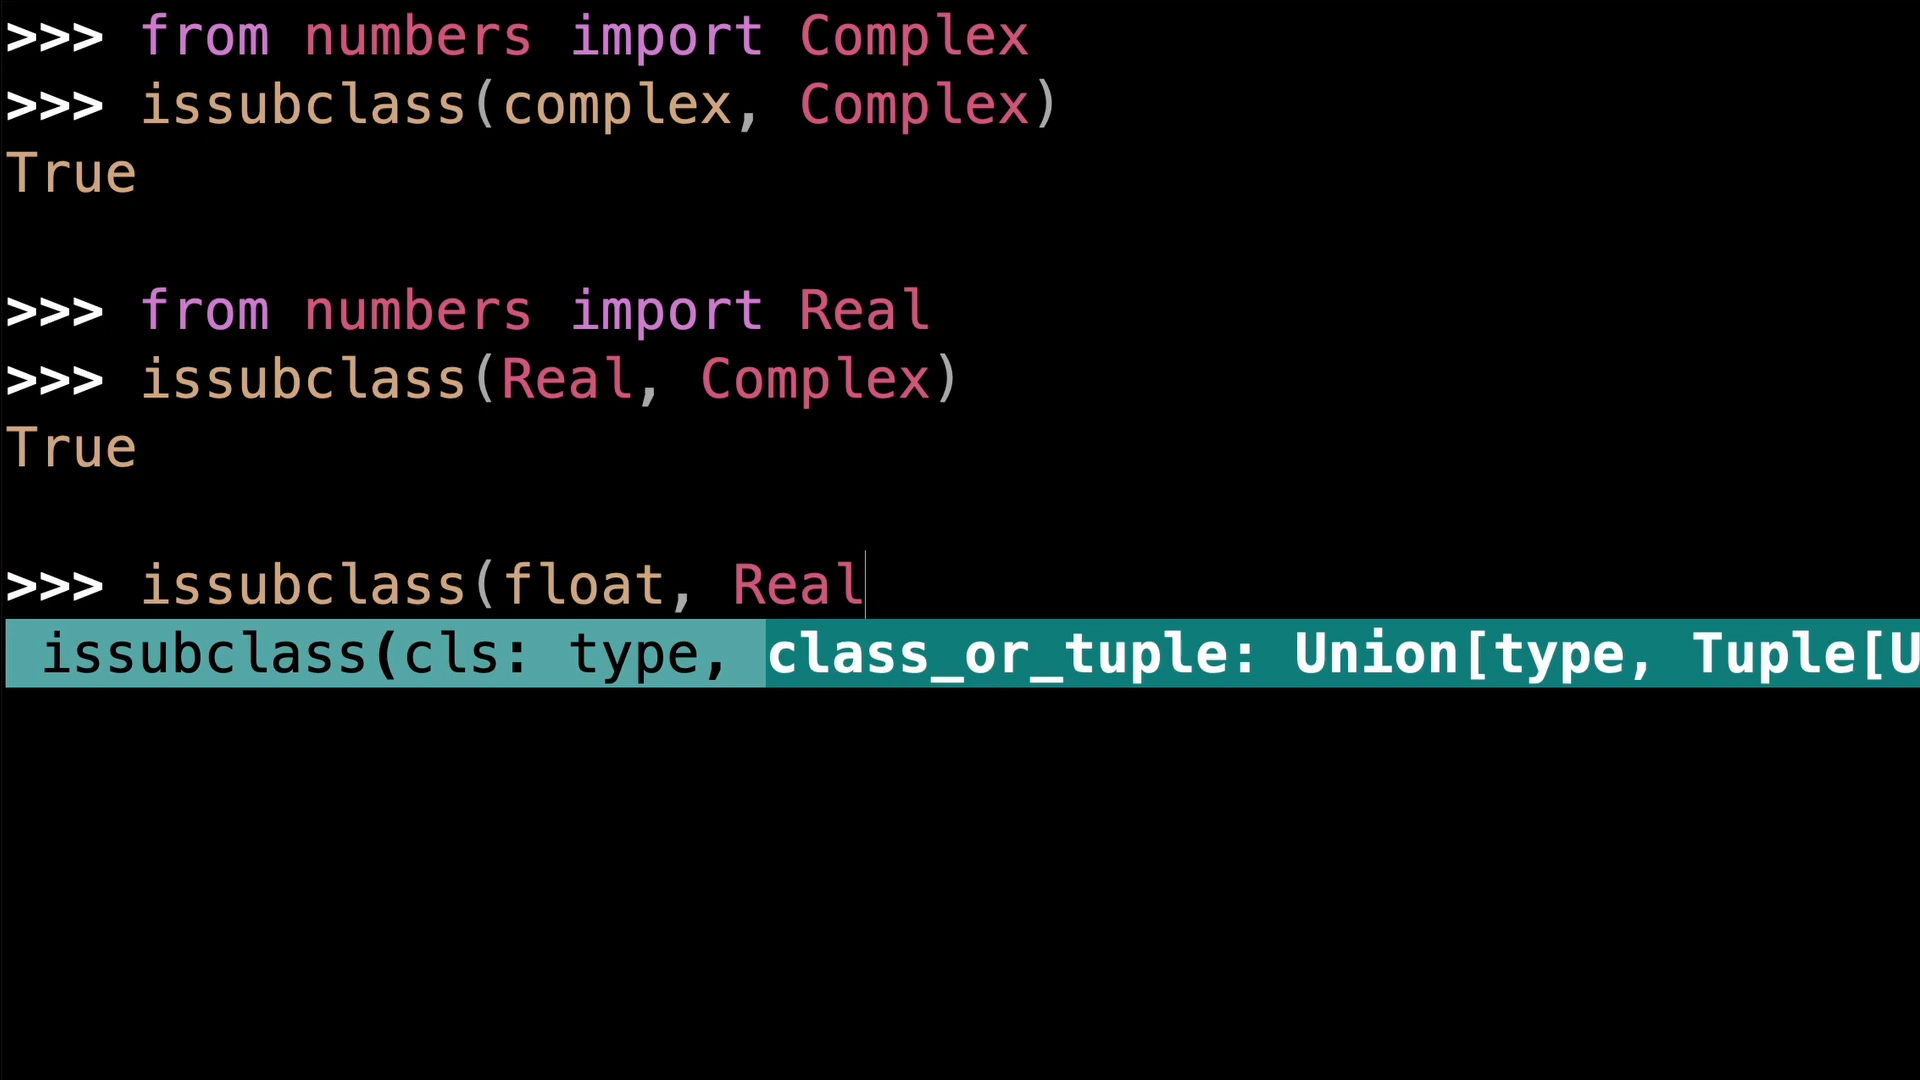 >>> from numbers import Complex
>>> issubclass(complex, Complex)
True
>>> from numbers import Real
>>> issubclass(Real, Complex)
True
>>> issubclass(float, Real
issubclass(cls: type, class_or_tuple: Union[type, Tuple[U